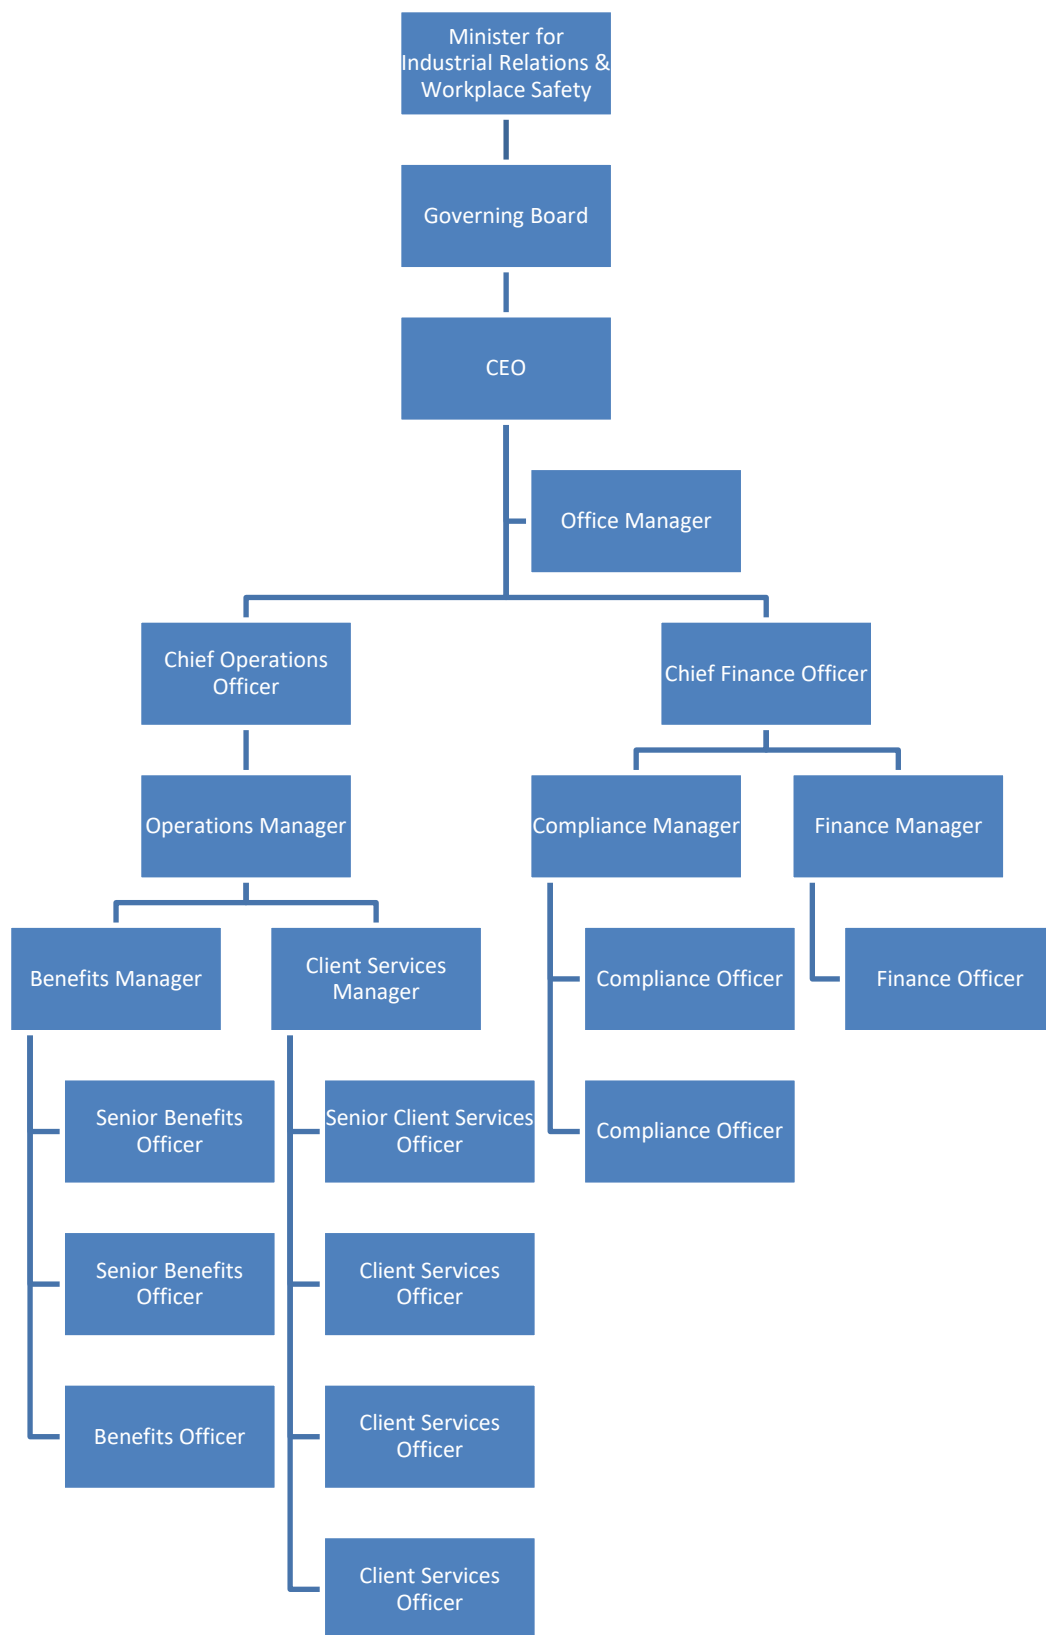 Minister for
Industrial Relations &
Workplace Safety
Governing Board
CEO
Office Manager
Chief Operations
Officer
Chief Finance Officer
Operations Manager
Compliance Manager
Finance Manager
Benefits Manager
Client Services
Manager
Compliance Officer
Finance Officer
Senior Benefits
Officer
Senior Client Services
Officer
Compliance Officer
Senior Benefits
Officer
Client Services
Officer
Benefits Officer
Client Services
Officer
Client Services
Officer